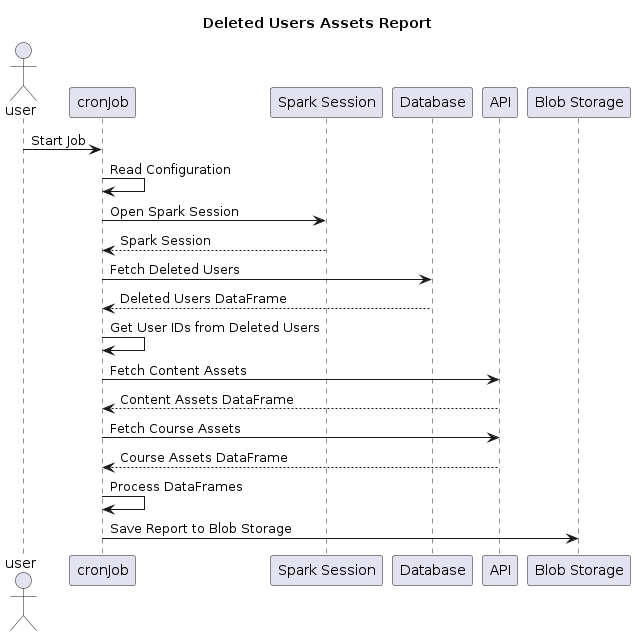 Deleted Users Assets Report
user
cronJob
Spark Session
Database
API
Blob Storage
Start Job
Read Configuration
Open Spark Session
Spark Session
Fetch Deleted Users
Deleted Users DataFrame
Get User IDs from Deleted Users
Fetch Content Assets
Content Assets DataFrame
Fetch Course Assets
Course Assets DataFrame
Process DataFrames
Save Report to Blob Storage
user
cronJob
Spark Session
Database
API
Blob Storage